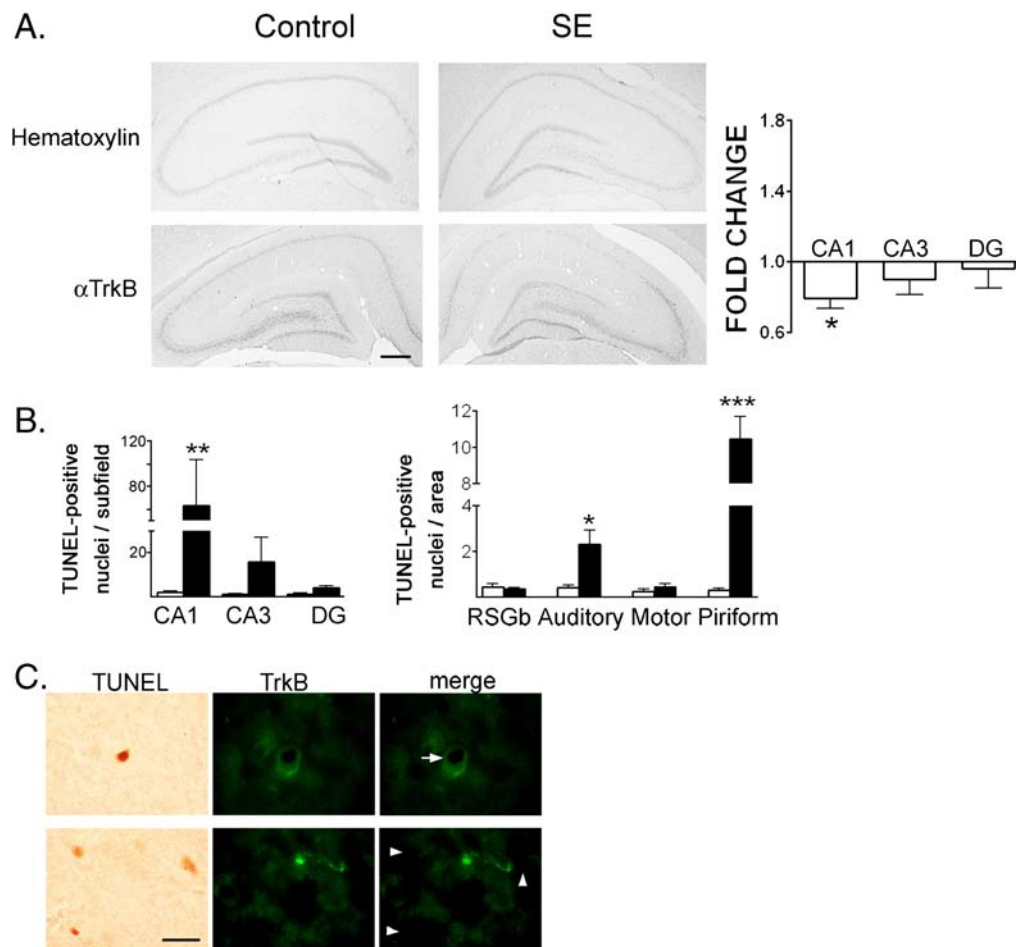 A.
Control SE
Hematoxylin
αTrkB
FOLD CHANGE
1.8
1.4
1.0
0.6
CA1 CA3 DG
*
B.
TUNEL-positive
nuclei / subfield
120
80
20
**
CA1 CA3 DG
TUNEL-positive
nuclei / area
12
10
8
4
2
*
***
RSGb Auditory Motor Piriform
C.
TUNEL TrkB merge